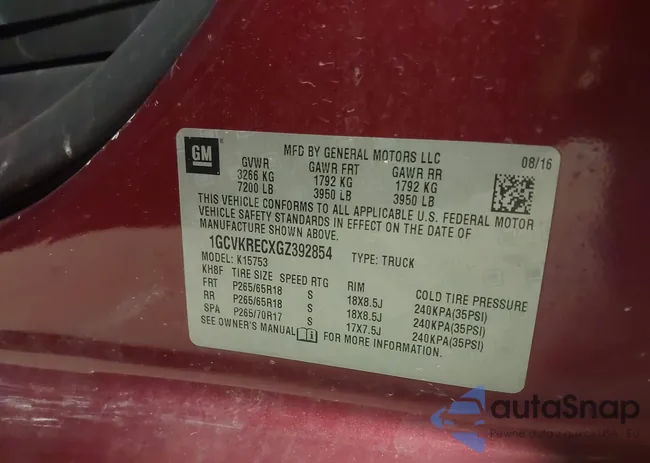 GM
MFD BY GENERAL MOTORS LLC
08/16
GVWR GAWR FRT GAWR RR
3266 KG 1792 KG 1792 KG
7200 LB 3950 LB 3950 LB
THIS VEHICLE CONFORMS TO ALL APPLICABLE U.S. FEDERAL MOTOR
VEHICLE SAFETY STANDARDS IN EFFECT ON THE DATE OF
MANUFACTURE SHOWN ABOVE.
1GCVKRECXGZ392854 TYPE: TRUCK
MODEL: K15753
KH8F TIRE SIZE SPEED RTG RIM COLD TIRE PRESSURE
FRT P265/65R18 S 18X8.5J 240KPA(35PSI)
RR P265/65R18 S 18X8.5J 240KPA(35PSI)
SPA P265/70R17 S 17X7.5J 240KPA(35PSI)
SEE OWNER'S MANUAL FOR MORE INFORMATION.
autaSnap
Pewne auta z